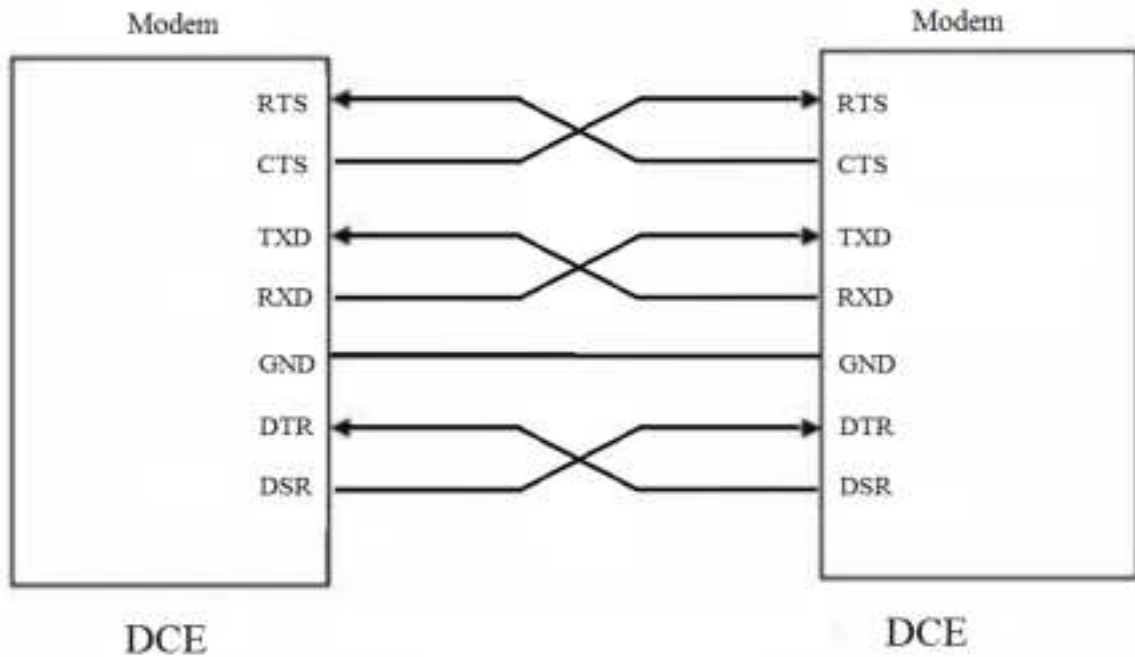 Modem
RTS
CTS
TXD
RXD
GND
DTR
DSR
DCE
Modem
RTS
CTS
TXD
RXD
GND
DTR
DSR
DCE